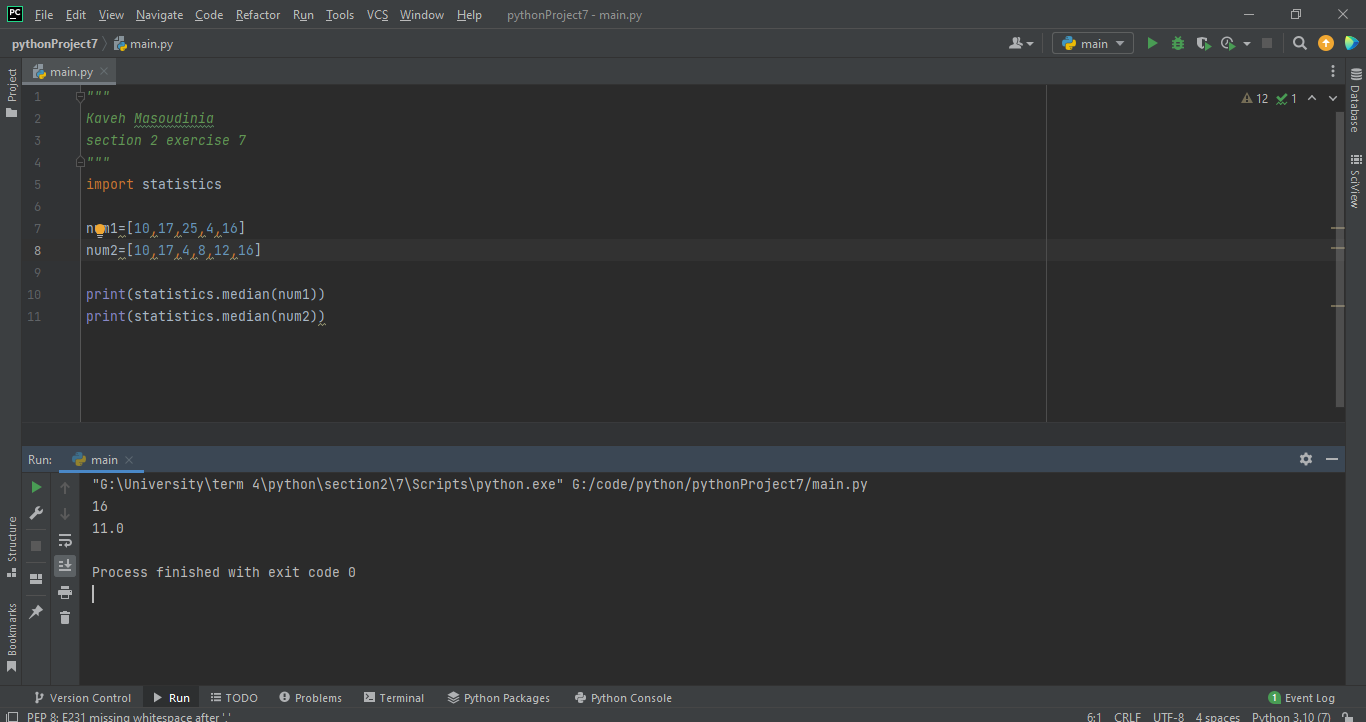 PC File Edit View Navigate Code Refactor Run Tools VCS Window Help pythonProject7 - main.py
pythonProject7 main.py main
main.py
Project
Database
SciView
12 1
1 """
2 Kaveh Masoudinia
3 section 2 exercise 7
4 """
5 import statistics
6
7 num1=[10,17,25,4,16]
8 num2=[10,17,4,8,12,16]
9
10 print(statistics.median(num1))
11 print(statistics.median(num2))
Run: main
"G:\University\term 4\python\section2\7\Scripts\python.exe" G:/code/python/pythonProject7/main.py
16
11.0
Process finished with exit code 0
Structure
Bookmarks
Version Control Run TODO Problems Terminal Python Packages Python Console 1 Event Log
PEP 8: E231 missing whitespace after ',' 6:1 CRLF UTF-8 4 spaces Python 3.10 (7)